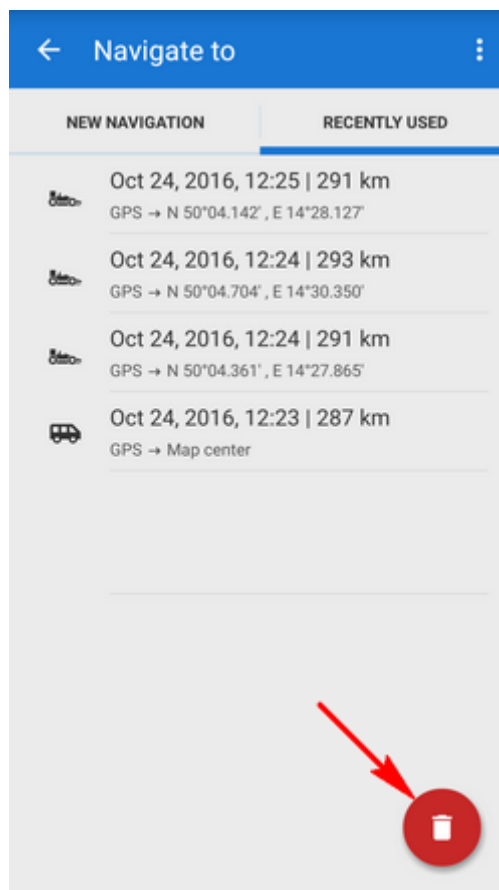 Navigate to
NEW NAVIGATION
RECENTLY USED
Oct 24, 2016, 12:25 | 291 km
GPS → N 50°04.142' , E 14°28.127'
Oct 24, 2016, 12:24 | 293 km
GPS → N 50°04.704' , E 14°30.350'
Oct 24, 2016, 12:24 | 291 km
GPS → N 50°04.361' , E 14°27.865'
Oct 24, 2016, 12:23 | 287 km
GPS → Map center